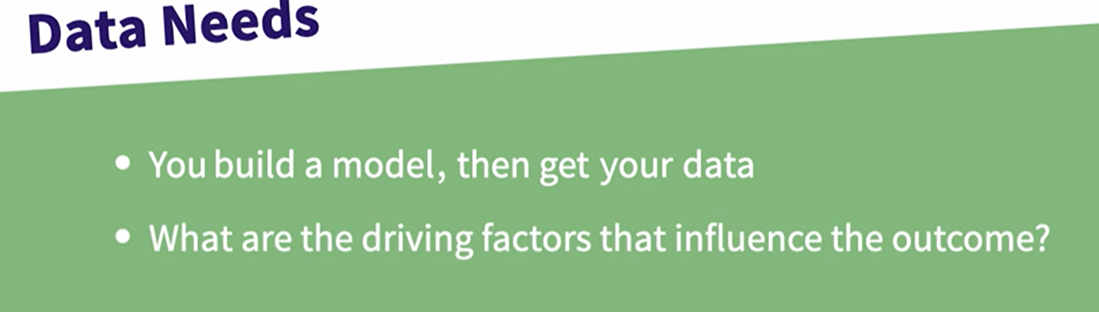 Data Needs
• You build a model, then get your data
• What are the driving factors that influence the outcome?